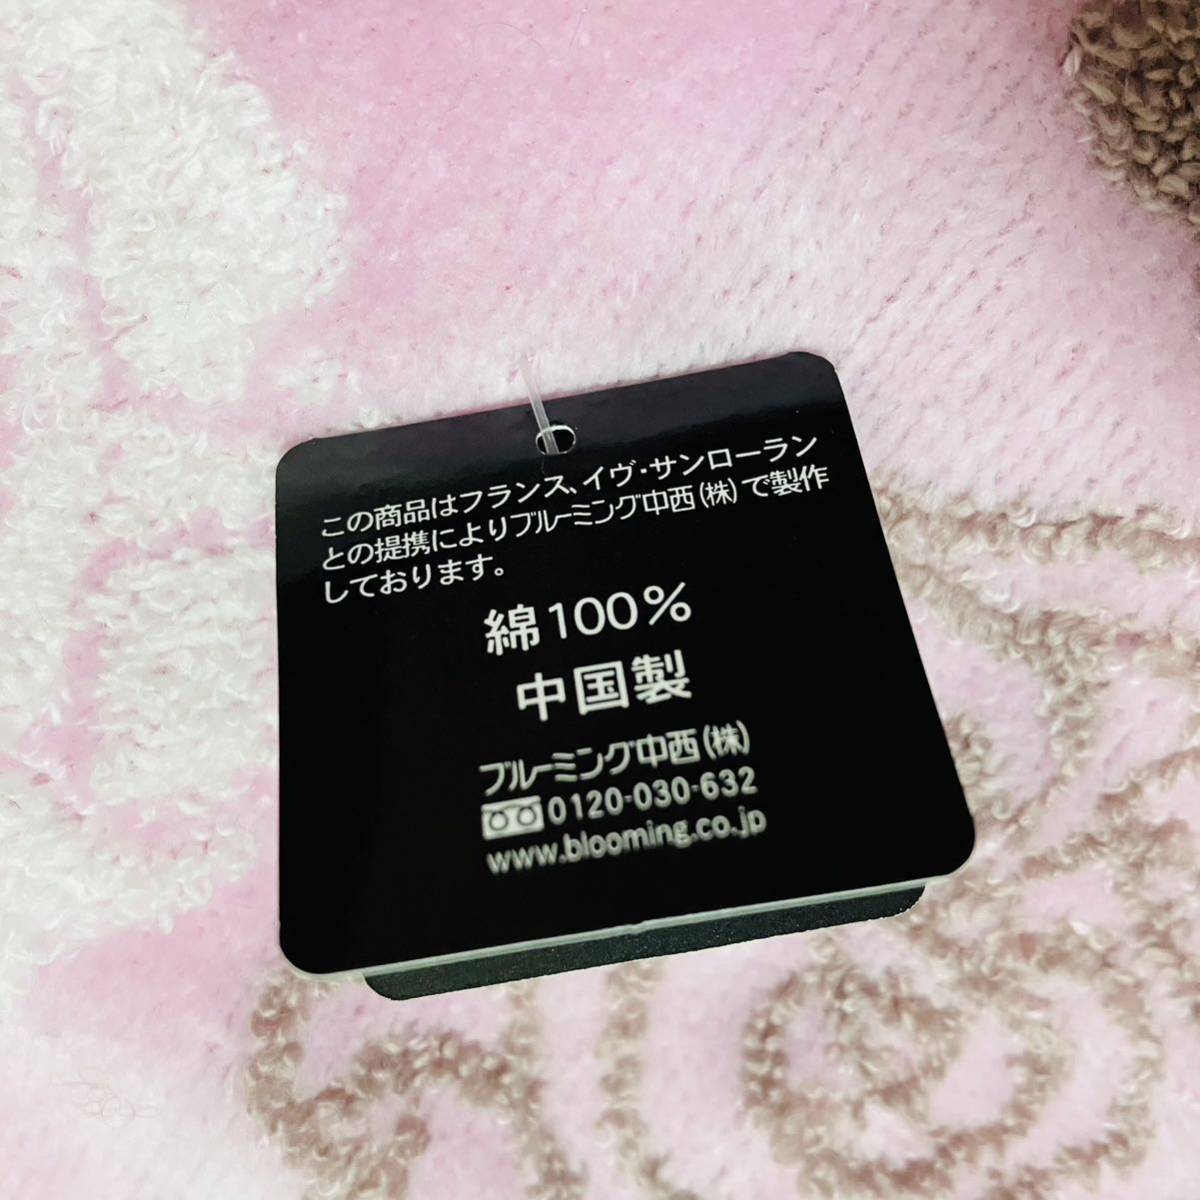 この商品はフランス、イヴ・サンローラン
との提携によりブルーミング中西(株)で製作
しております。
綿100%
中国製
ブルーミング中西(株)
0120-030-632
www.blooming.co.jp